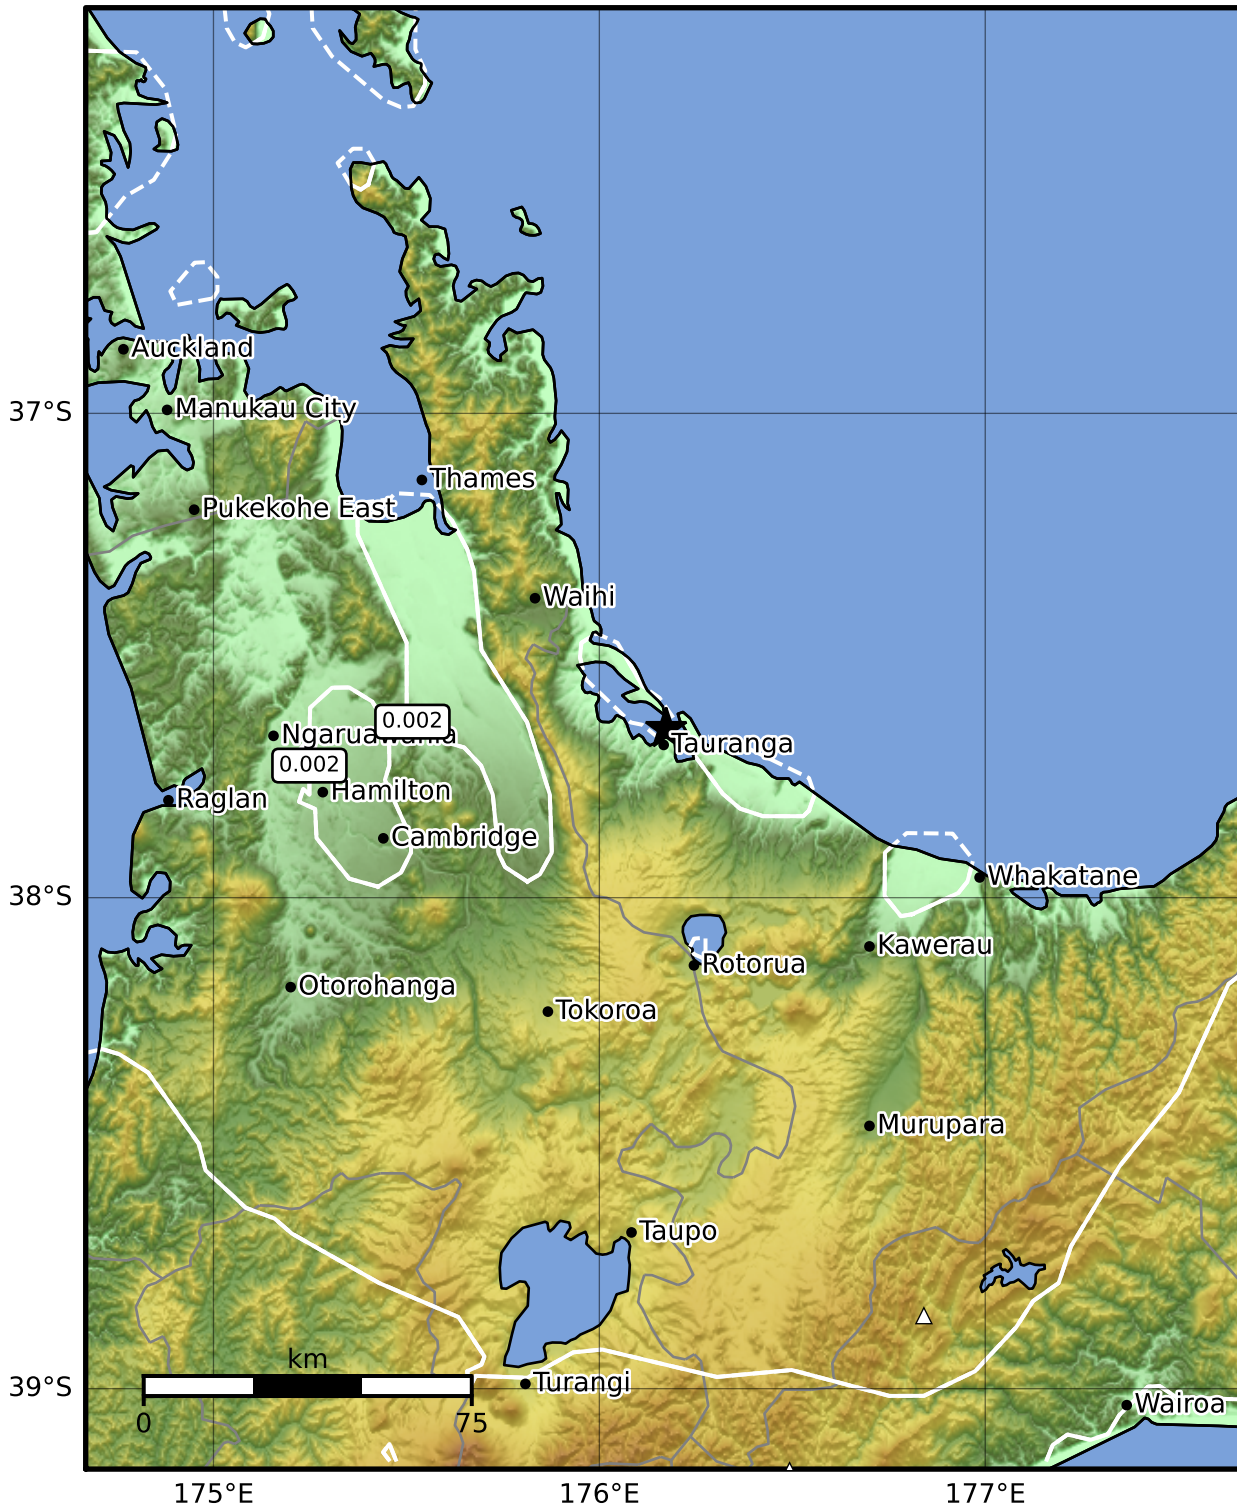 Auckland
Manukau City
37°S
Thames
Pukekohe East
Waihi
0.002
Ngaruawahia
Tauranga
0.002
Hamilton
Raglan
Cambridge
Whakatane
38°S
Kawerau
Rotorua
Otorohanga
Tokoroa
Murupara
Taupo
km
39°S
Turangi
Wairoa
0
75
175°E
176°E
177°E